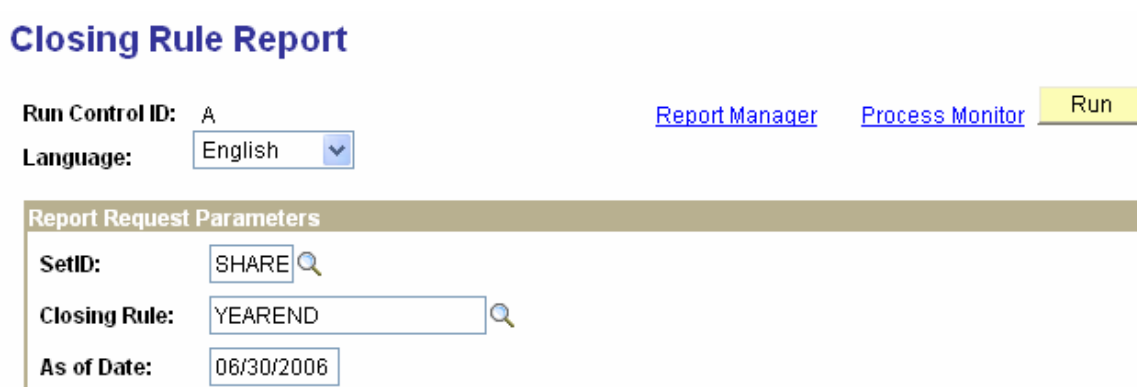 Closing Rule Report
Run Control ID: A Report Manager Process Monitor Run
Language: English
Report Request Parameters
SetID: SHARE
Closing Rule: YEAREND
As of Date: 06/30/2006